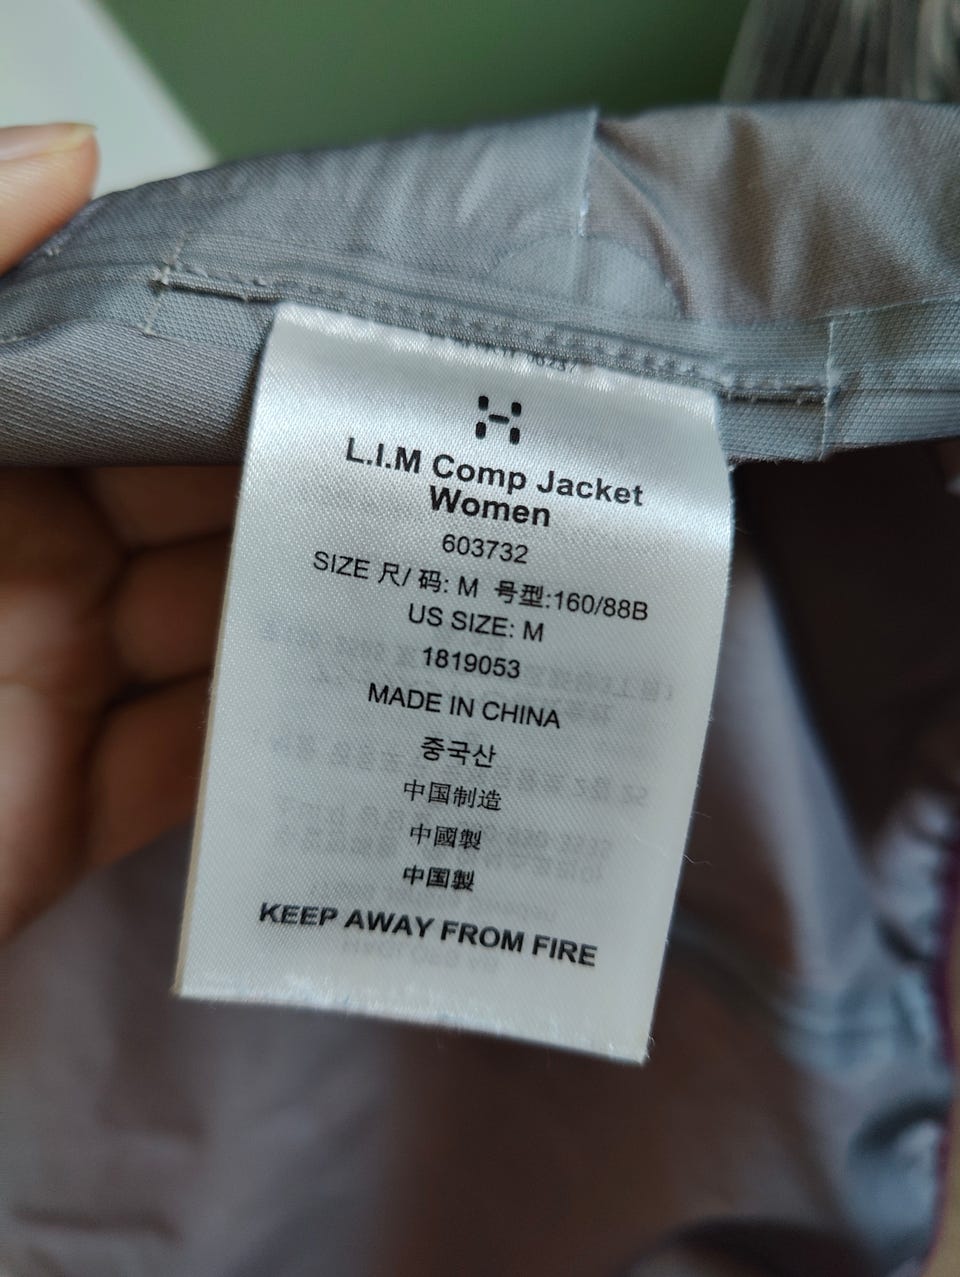 L.I.M Comp Jacket
Women
603732
SIZE 尺/ 码: M 号型:160/88B
US SIZE: M
1819053
MADE IN CHINA
중국산
中国制造
中國製
中国製
KEEP AWAY FROM FIRE